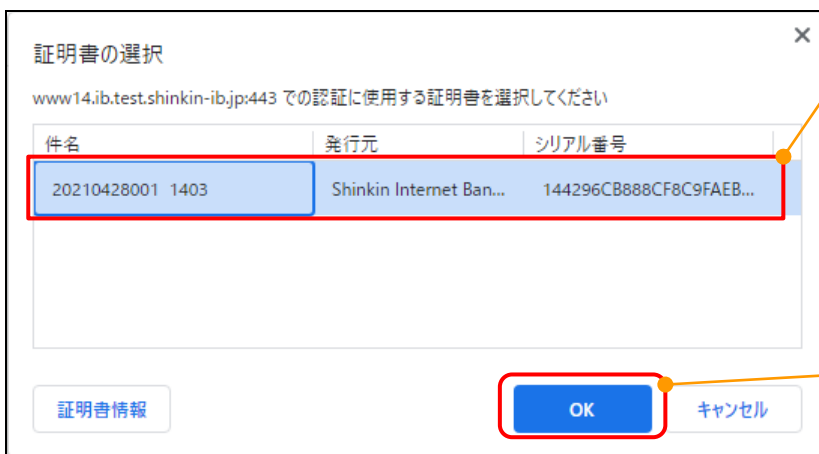 証明書の選択
www14.ib.test.shinkin-ib.jp:443 での認証に使用する証明書を選択してください
件名 発行元 シリアル番号
20210428001 1403 Shinkin Internet Ban... 144296CB888CF8C9FAEB...
証明書情報 OK キャンセル